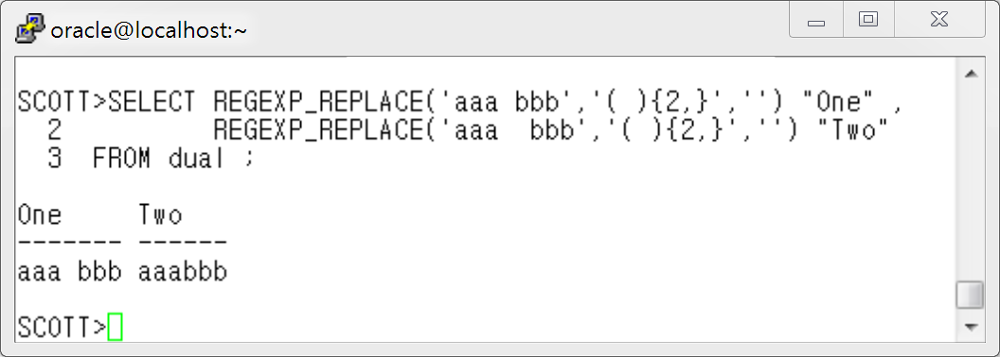 oracle@localhost:~
SCOTT>SELECT REGEXP_REPLACE('aaa bbb','( ){2,}','') "One" ,
  2          REGEXP_REPLACE('aaa  bbb','( ){2,}','') "Two"
  3  FROM dual ;
One     Two
------- ------
aaa bbb aaabbb
SCOTT>